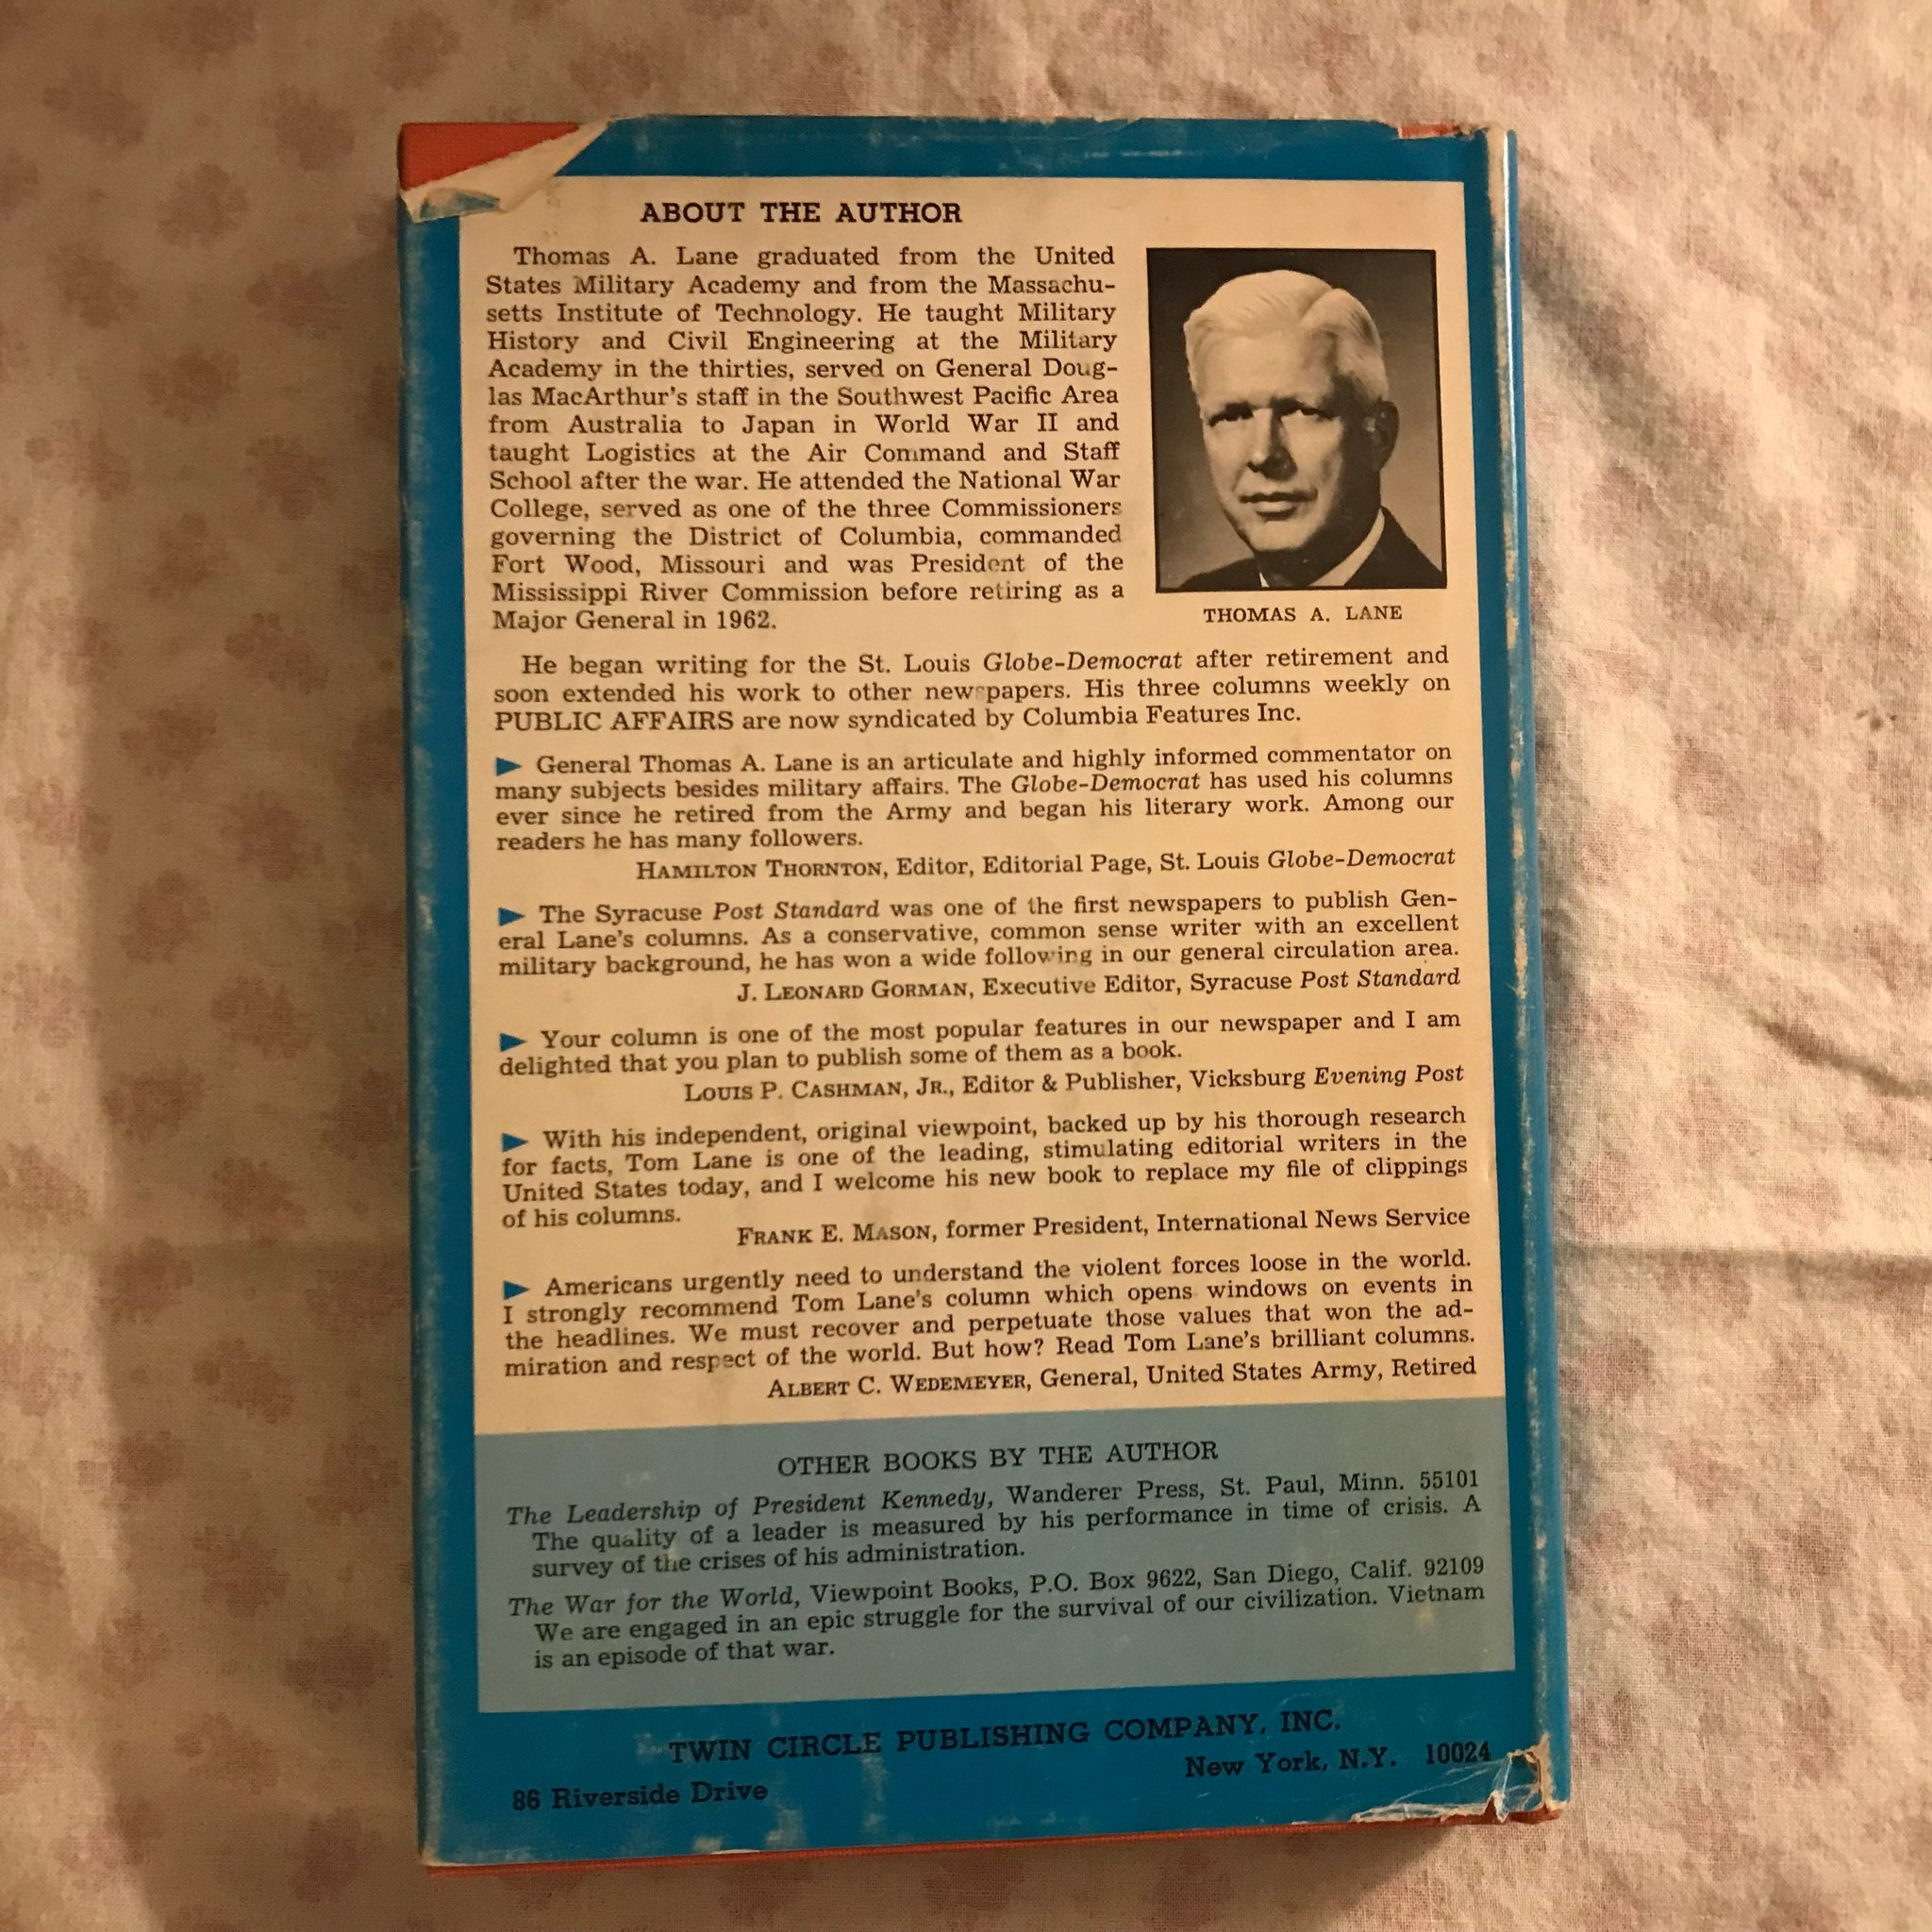 ABOUT THE AUTHOR
Thomas A. Lane graduated from the United
States Military Academy and from the Massachu-
setts Institute of Technology. He taught Military
History and Civil Engineering at the Military
Academy in the thirties, served on General Doug-
las MacArthur's staff in the Southwest Pacific Area
from Australia to Japan in World War II and
taught Logistics at the Air Command and Staff
School after the war. He attended the National War
College, served as one of the three Commissioners
governing the District of Columbia, commanded
Fort Wood, Missouri and was President of the
Mississippi River Commission before retiring as a
Major General in 1962.
THOMAS A. LANE
He began writing for the St. Louis Globe-Democrat after retirement and
soon extended his work to other newspapers. His three columns weekly on
PUBLIC AFFAIRS are now syndicated by Columbia Features Inc.
► General Thomas A. Lane is an articulate and highly informed commentator on
many subjects besides military affairs. The Globe-Democrat has used his columns
ever since he retired from the Army and began his literary work. Among our
readers he has many followers.
HAMILTON THORNTON, Editor, Editorial Page, St. Louis Globe-Democrat
► The Syracuse Post Standard was one of the first newspapers to publish Gen-
eral Lane's columns. As a conservative, common sense writer with an excellent
military background, he has won a wide following in our general circulation area.
J. LEONARD GORMAN, Executive Editor, Syracuse Post Standard
► Your column is one of the most popular features in our newspaper and I am
delighted that you plan to publish some of them as a book.
LOUIS P. CASHMAN, JR., Editor & Publisher, Vicksburg Evening Post
► With his independent, original viewpoint, backed up by his thorough research
for facts, Tom Lane is one of the leading, stimulating editorial writers in the
United States today, and I welcome his new book to replace my file of clippings
of his columns.
FRANK E. MASON, former President, International News Service
► Americans urgently need to understand the violent forces loose in the world.
I strongly recommend Tom Lane's column which opens windows on events in
the headlines. We must recover and perpetuate those values that won the ad-
miration and respect of the world. But how? Read Tom Lane's brilliant columns.
ALBERT C. WEDEMEYER, General, United States Army, Retired
OTHER BOOKS BY THE AUTHOR
The Leadership of President Kennedy, Wanderer Press, St. Paul, Minn. 55101
The quality of a leader is measured by his performance in time of crisis. A
survey of the crises of his administration.
The War for the World, Viewpoint Books, P.O. Box 9622, San Diego, Calif. 92109
We are engaged in an epic struggle for the survival of our civilization. Vietnam
is an episode of that war.
TWIN CIRCLE PUBLISHING COMPANY, INC.
86 Riverside Drive New York, N.Y. 10024